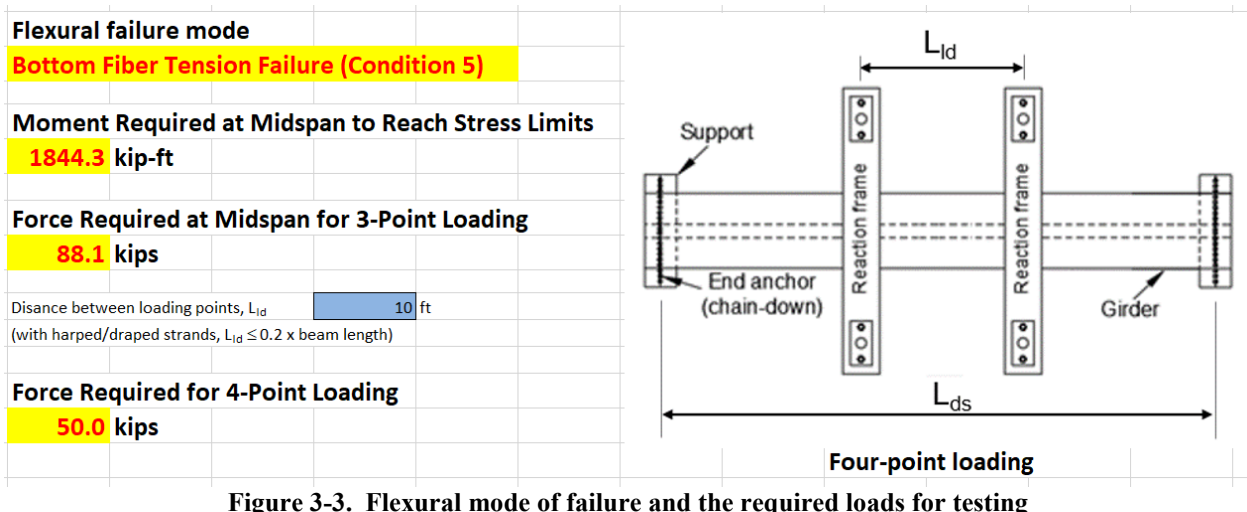 Flexural failure mode
Bottom Fiber Tension Failure (Condition 5)
Moment Required at Midspan to Reach Stress Limits
1844.3 kip-ft
Force Required at Midspan for 3-Point Loading
88.1 kips
Disance between loading points, Lld 10 ft
(with harped/draped strands, Lld ≤ 0.2 x beam length)
Force Required for 4-Point Loading
50.0 kips
Lld
Support
Reaction frame
Reaction frame
End anchor
(chain-down)
Girder
Lds
Four-point loading
Figure 3-3. Flexural mode of failure and the required loads for testing